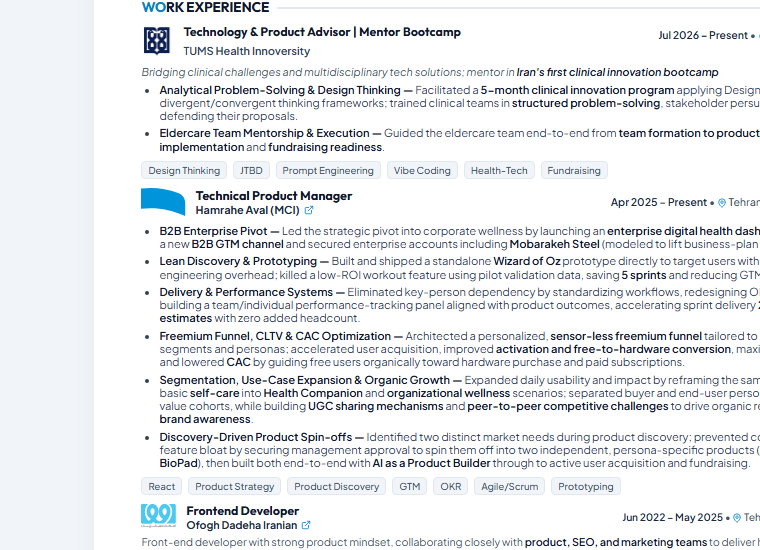 WORK EXPERIENCE
Technology & Product Advisor | Mentor Bootcamp
Jul 2026 – Present •
TUMS Health Innoversity
Bridging clinical challenges and multidisciplinary tech solutions; mentor in Iran's first clinical innovation bootcamp
• Analytical Problem-Solving & Design Thinking — Facilitated a 5-month clinical innovation program applying Design
divergent/convergent thinking frameworks; trained clinical teams in structured problem-solving, stakeholder persu
defending their proposals.
• Eldercare Team Mentorship & Execution — Guided the eldercare team end-to-end from team formation to product
implementation and fundraising readiness.
Design Thinking JTBD Prompt Engineering Vibe Coding Health-Tech Fundraising
Technical Product Manager
Apr 2025 – Present • Tehran
Hamrahe Aval (MCI)
• B2B Enterprise Pivot — Led the strategic pivot into corporate wellness by launching an enterprise digital health dash
a new B2B GTM channel and secured enterprise accounts including Mobarakeh Steel (modeled to lift business-plan
• Lean Discovery & Prototyping — Built and shipped a standalone Wizard of Oz prototype directly to target users with
engineering overhead; killed a low-ROI workout feature using pilot validation data, saving 5 sprints and reducing GTM
• Delivery & Performance Systems — Eliminated key-person dependency by standardizing workflows, redesigning O
building a team/individual performance-tracking panel aligned with product outcomes, accelerating sprint delivery 2
estimates with zero added headcount.
• Freemium Funnel, CLTV & CAC Optimization — Architected a personalized, sensor-less freemium funnel tailored to
segments and personas; accelerated user acquisition, improved activation and free-to-hardware conversion, maxi
and lowered CAC by guiding free users organically toward hardware purchase and paid subscriptions.
• Segmentation, Use-Case Expansion & Organic Growth — Expanded daily usability and impact by reframing the sam
basic self-care into Health Companion and organizational wellness scenarios; separated buyer and end-user perso
value cohorts, while building UGC sharing mechanisms and peer-to-peer competitive challenges to drive organic re
brand awareness.
• Discovery-Driven Product Spin-offs — Identified two distinct market needs during product discovery; prevented co
feature bloat by securing management approval to spin them off into two independent, persona-specific products (
BioPad), then built both end-to-end with AI as a Product Builder through to active user acquisition and fundraising.
React Product Strategy Product Discovery GTM OKR Agile/Scrum Prototyping
Frontend Developer
Jun 2022 – May 2025 • Teh
Ofogh Dadeha Iranian
Front-end developer with strong product mindset, collaborating closely with product, SEO, and marketing teams to deliver h